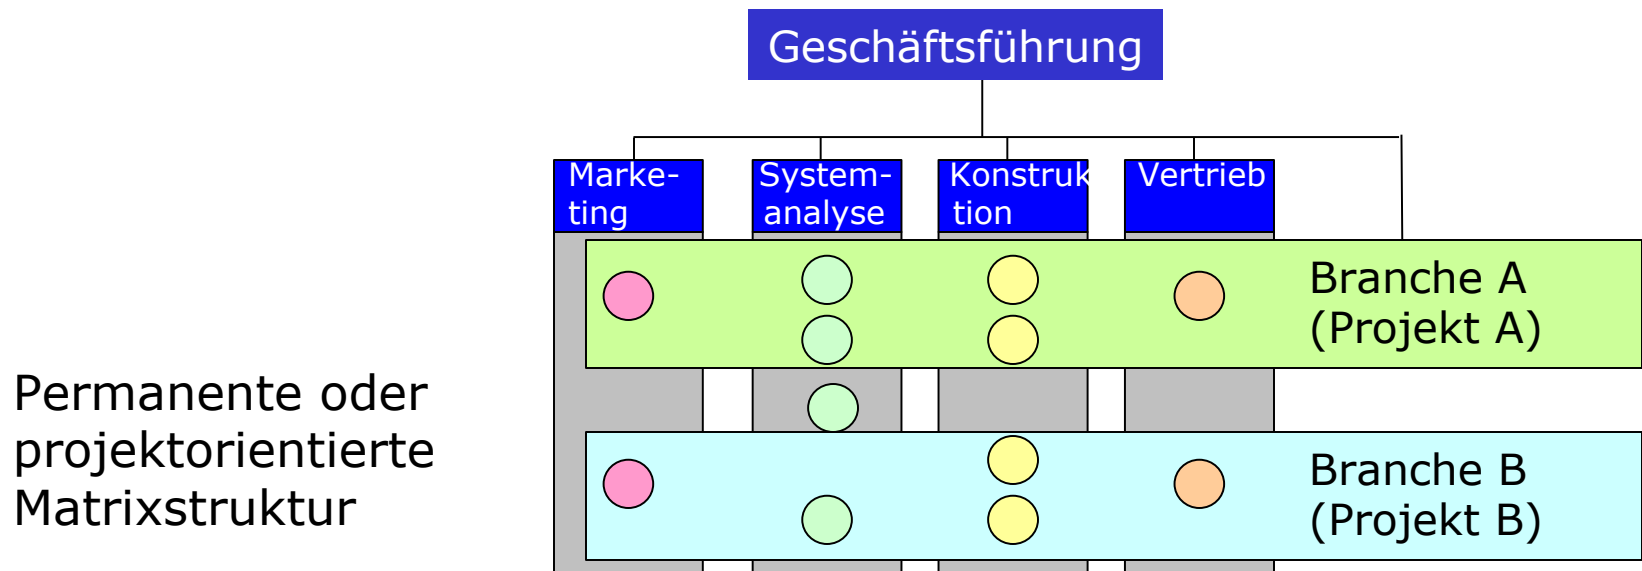 Geschäftsführung
Marke-
ting
System-
analyse
Konstruk
tion
Vertrieb
Branche A
(Projekt A)
Permanente oder
projektorientierte
Matrixstruktur
Branche B
(Projekt B)